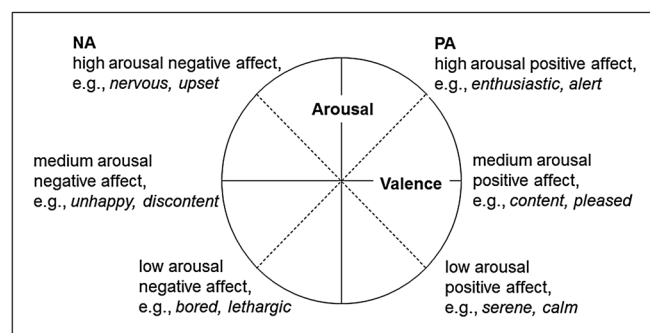 NA
high arousal negative affect,
e.g., nervous, upset
PA
high arousal positive affect,
e.g., enthusiastic, alert
Arousal
medium arousal
negative affect,
e.g., unhappy, discontent
Valence
medium arousal
positive affect,
e.g., content, pleased
low arousal
negative affect,
e.g., bored, lethargic
low arousal
positive affect,
e.g., serene, calm